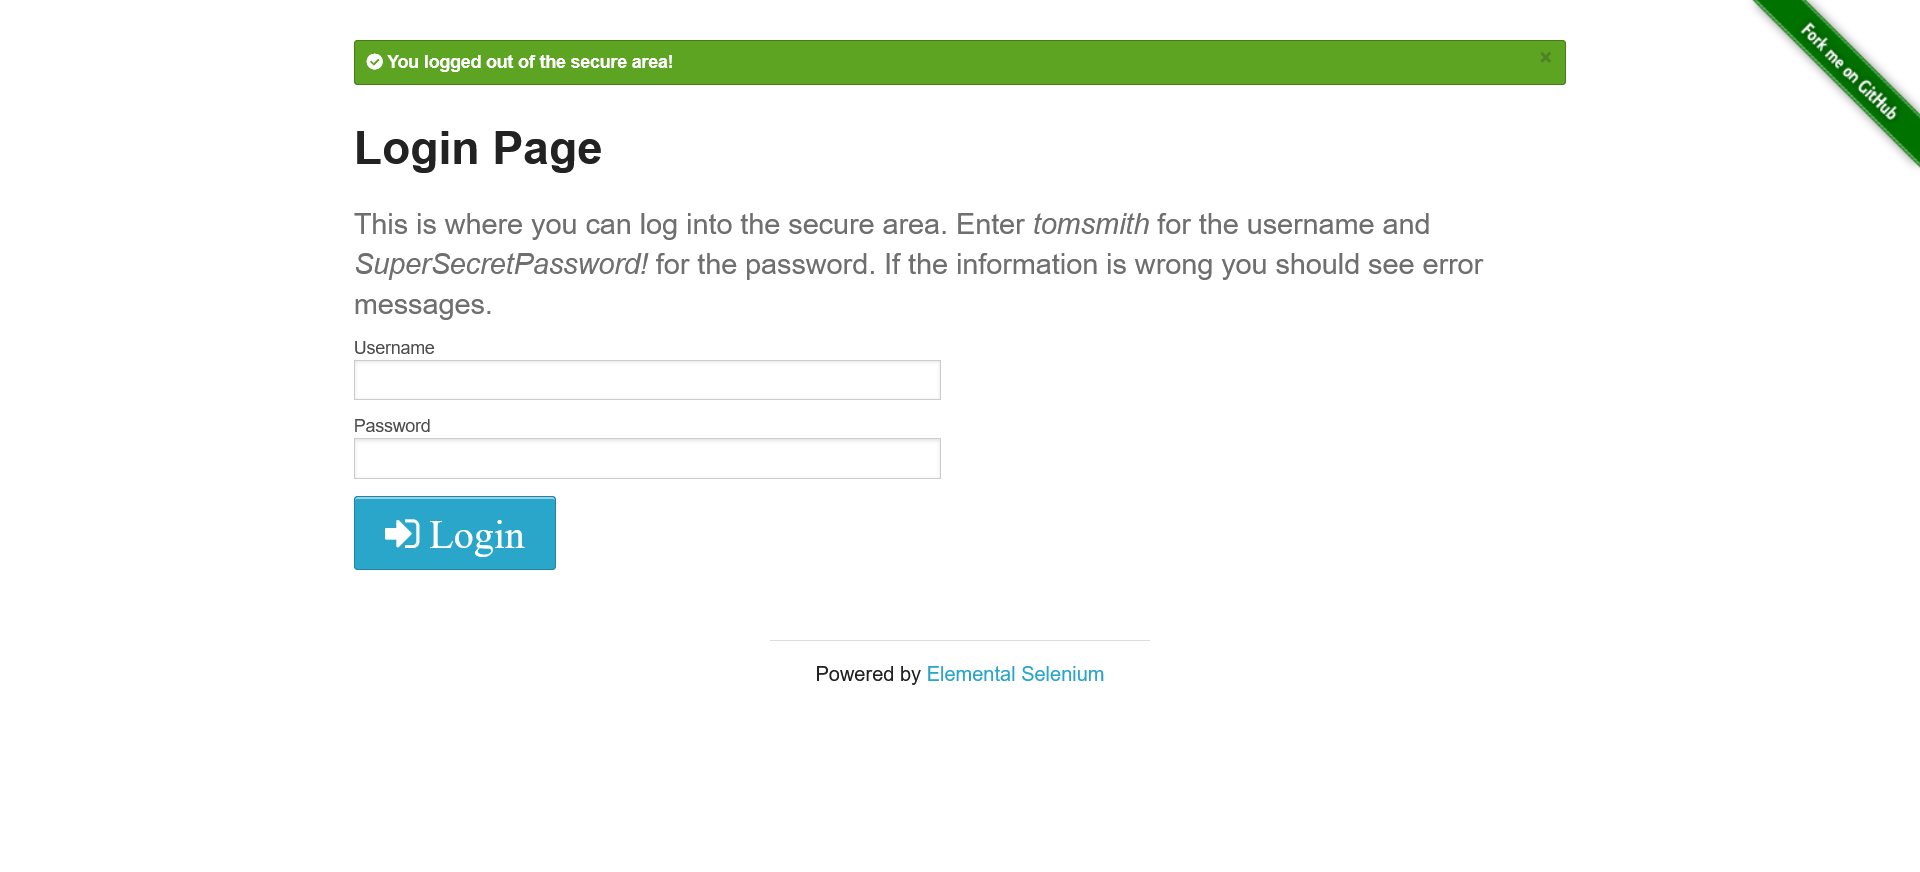 You logged out of the secure area!
×
Fork me on GitHub
Login Page
This is where you can log into the secure area. Enter tomsmith for the username and
SuperSecretPassword! for the password. If the information is wrong you should see error
messages.
Username
Password
Login
Powered by Elemental Selenium